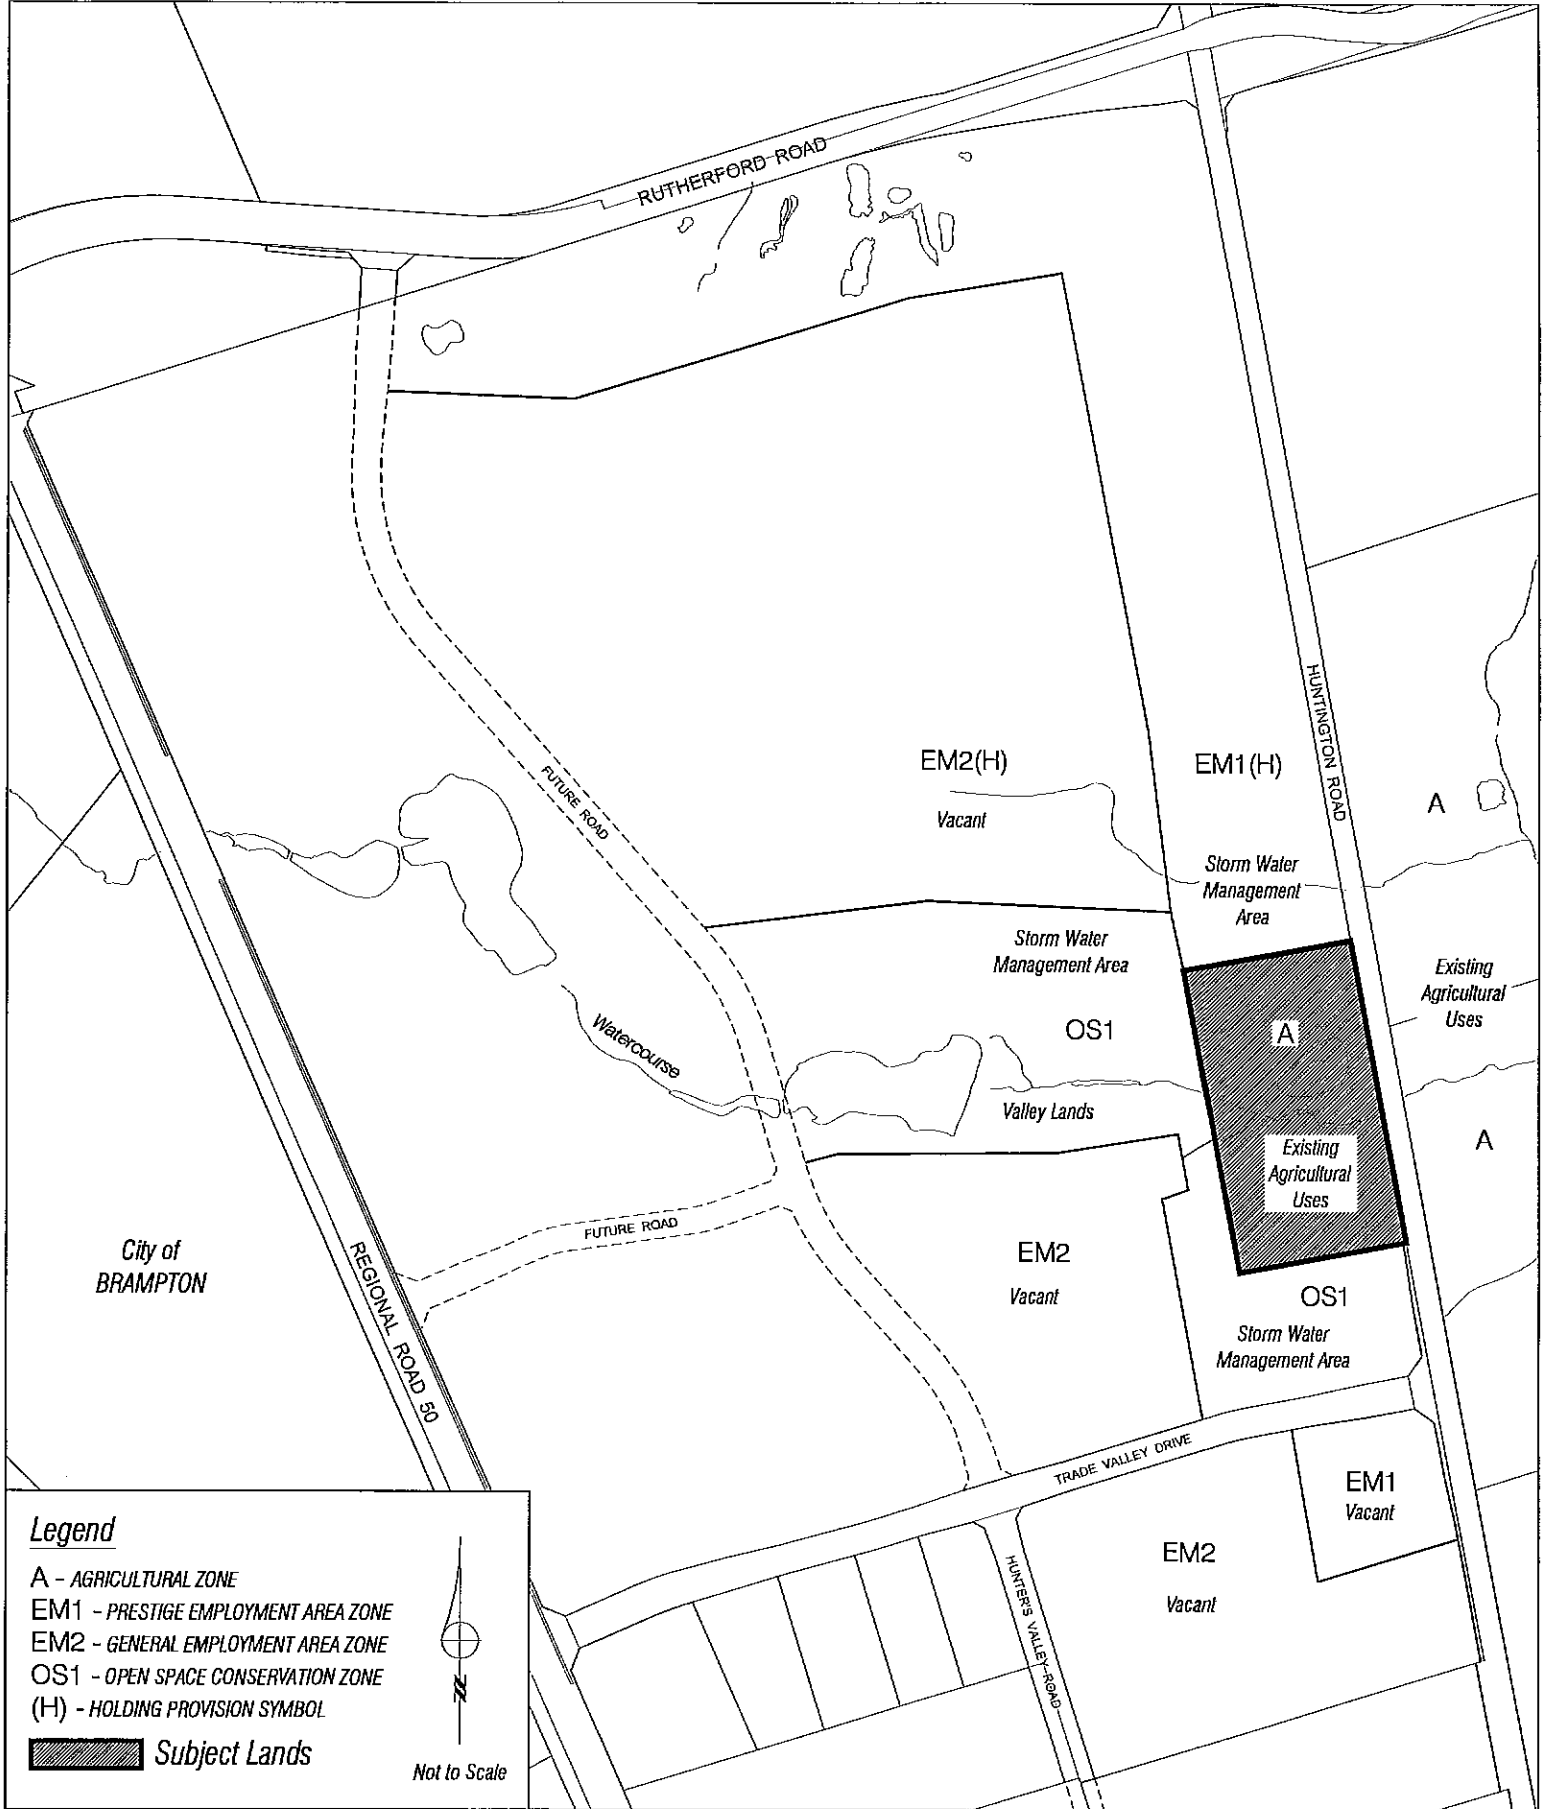 RUTHERFORD ROAD
HUNTINGTON ROAD
FUTURE ROAD
EM2(H)
Vacant
EM1(H)
A
Storm Water
Management
Area
Storm Water
Management Area
OS1
Watercourse
Valley Lands
A
Existing
Agricultural
Uses
Existing
Agricultural
Uses
A
City of
BRAMPTON
REGIONAL ROAD 50
FUTURE ROAD
EM2
Vacant
OS1
Storm Water
Management Area
TRADE VALLEY DRIVE
EM1
Vacant
EM2
Vacant
HUNTER'S VALLEY ROAD
Legend
A - AGRICULTURAL ZONE
EM1 - PRESTIGE EMPLOYMENT AREA ZONE
EM2 - GENERAL EMPLOYMENT AREA ZONE
OS1 - OPEN SPACE CONSERVATION ZONE
(H) - HOLDING PROVISION SYMBOL
Subject Lands
N
Not to Scale